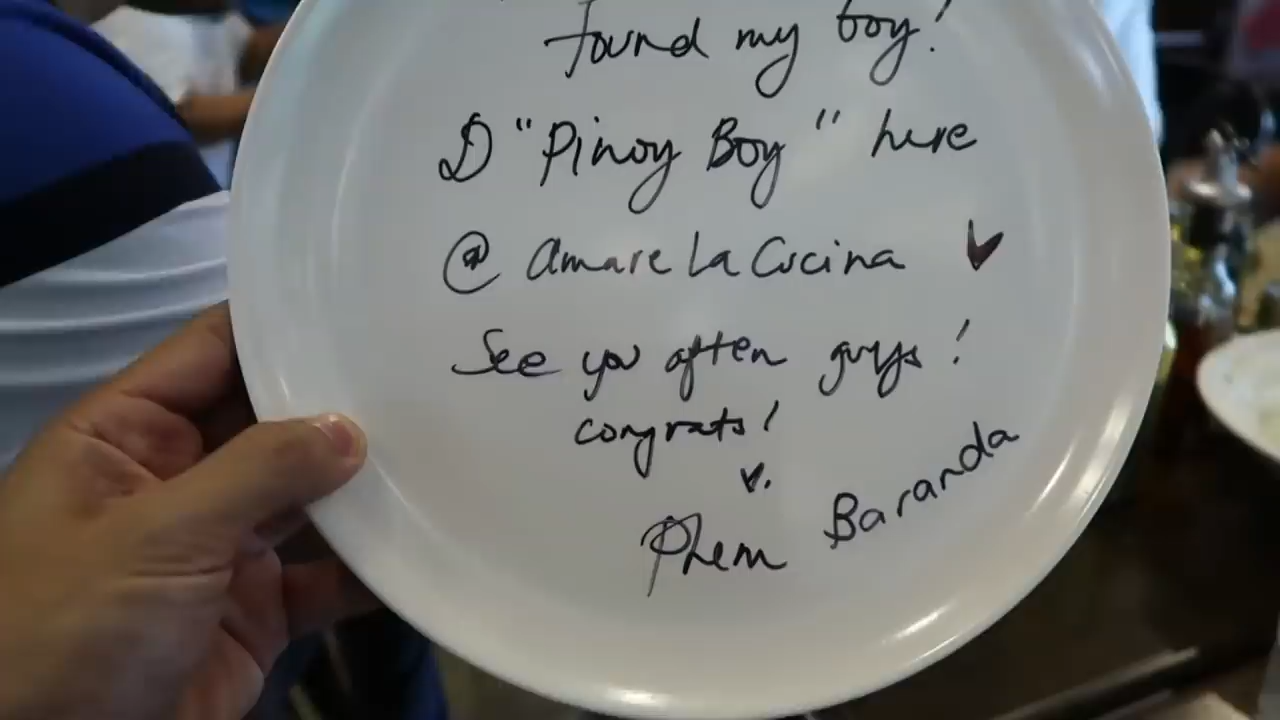 Found my boy!
D "Pinoy Boy" here
@ Amare La Cucina
See you often guys!
congrats!
Phem Baranda